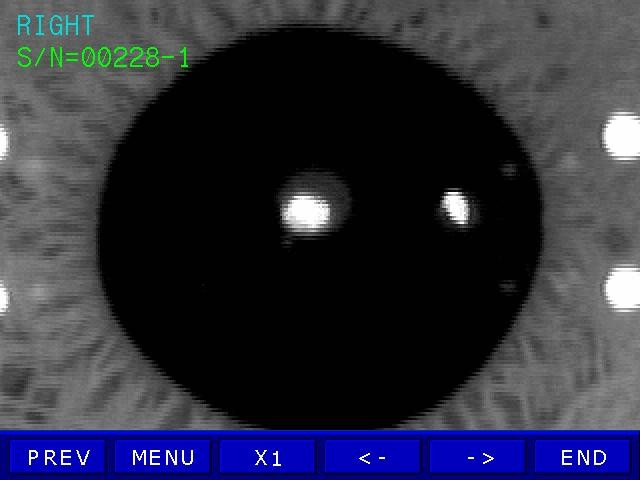 RIGHT
S/N=00228-1
PREV MENU X1 <- -> END